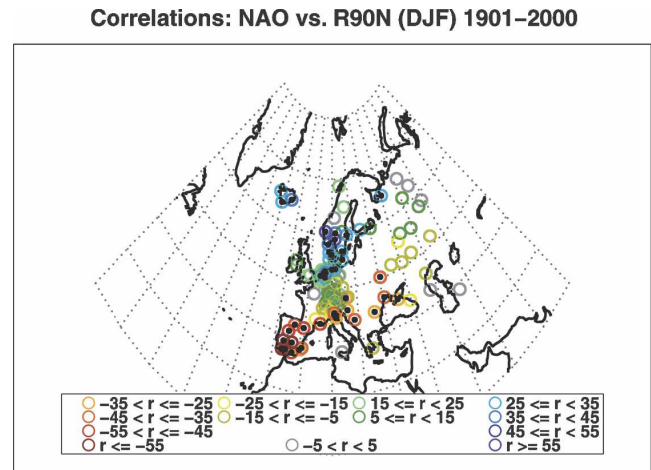 Correlations: NAO vs. R90N (DJF) 1901−2000
−35 < r <= −25 −25 < r <= −15 15 <= r < 25 25 <= r < 35
−45 < r <= −35 −15 < r <= −5 5 <= r < 15 35 <= r < 45
−55 < r <= −45 45 <= r < 55
r <= −55 −5 < r < 5 r >= 55